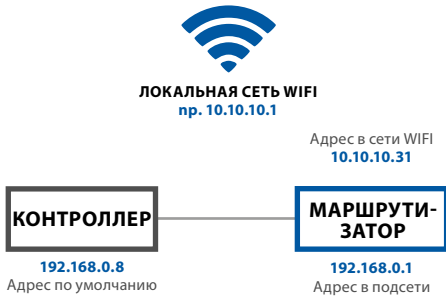 ЛОКАЛЬНАЯ СЕТЬ WIFI
np. 10.10.10.1
Адрес в сети WIFI
10.10.10.31
КОНТРОЛЛЕР
МАРШРУТИ-
ЗАТОР
192.168.0.8
Адрес по умолчанию
192.168.0.1
Адрес в подсети